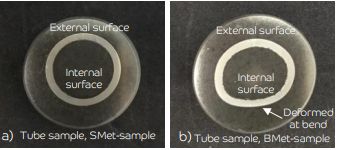 External surface
Internal
surface
a) Tube sample, SMet-sample
External surface
Internal
surface
Deformed
at bend
b) Tube sample, BMet-sample